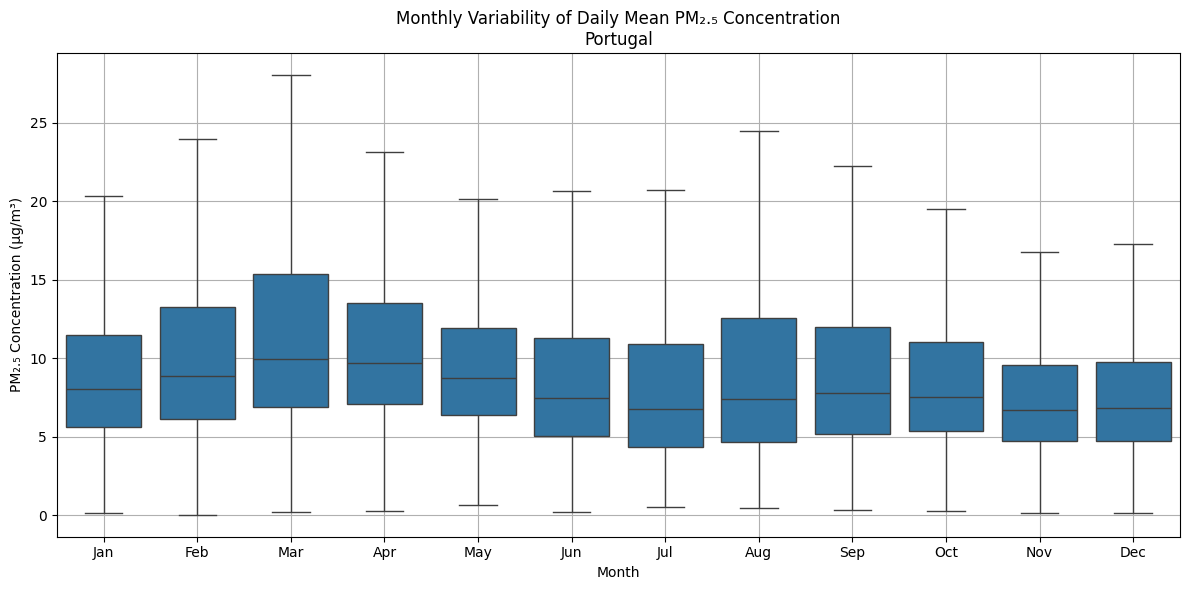 Monthly Variability of Daily Mean PM₂.₅ Concentration
Portugal
PM₂.₅ Concentration (µg/m³)
25
20
15
10
5
0
Jan Feb Mar Apr May Jun Jul Aug Sep Oct Nov Dec
Month